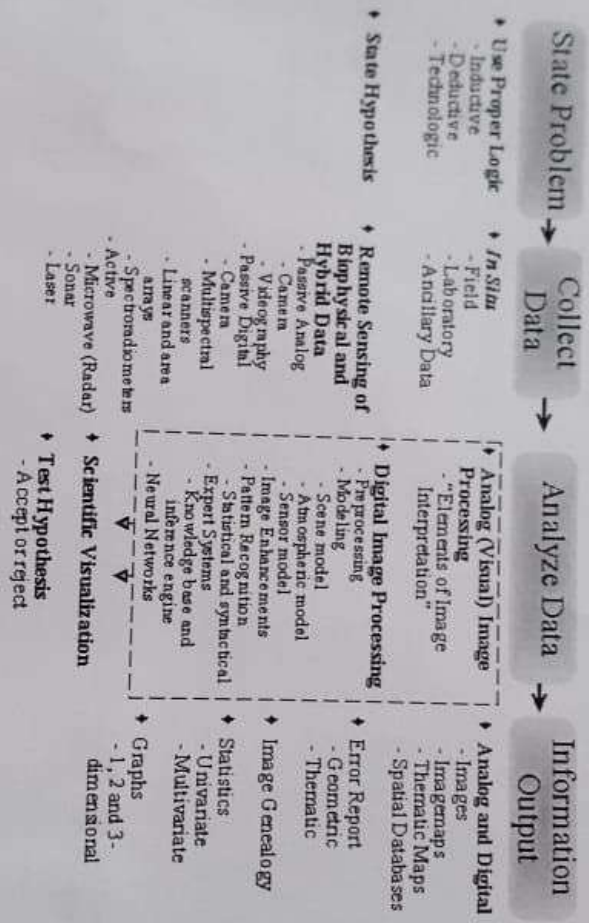 State Problem
♦ Use Proper Logic
- Inductive
- Deductive
- Technologic
♦ State Hypothesis
Collect
Data
♦ In Situ
- Field
- Laboratory
- Ancillary Data
♦ Remote Sensing of
Biophysical and
Hybrid Data
- Passive Analog
- Camera
- Videography
- Passive Digital
- Camera
- Multispectral
scanners
- Linear and area
arrays
- Spectroradiometers
- Active
- Microwave (Radar)
- Sonar
- Laser
Analyze Data
♦ Analog (Visual) Image
Processing
- "Elements of Image
Interpretation"
♦ Digital Image Processing
- Preprocessing
- Modeling
- Scene model
- Atmospheric model
- Sensor model
- Image Enhancements
- Pattern Recognition
- Statistical and syntactical
- Expert Systems
- Knowledge base and
inference engine
- Neural Networks
♦ Scientific Visualization
♦ Test Hypothesis
- Accept or reject
Information
Output
♦ Analog and Digital
- Images
- Imagemaps
- Thematic Maps
- Spatial Databases
♦ Error Report
- Geometric
- Thematic
♦ Image Genealogy
♦ Statistics
- Univariate
- Multivariate
♦ Graphs
- 1, 2 and 3-
dimensional